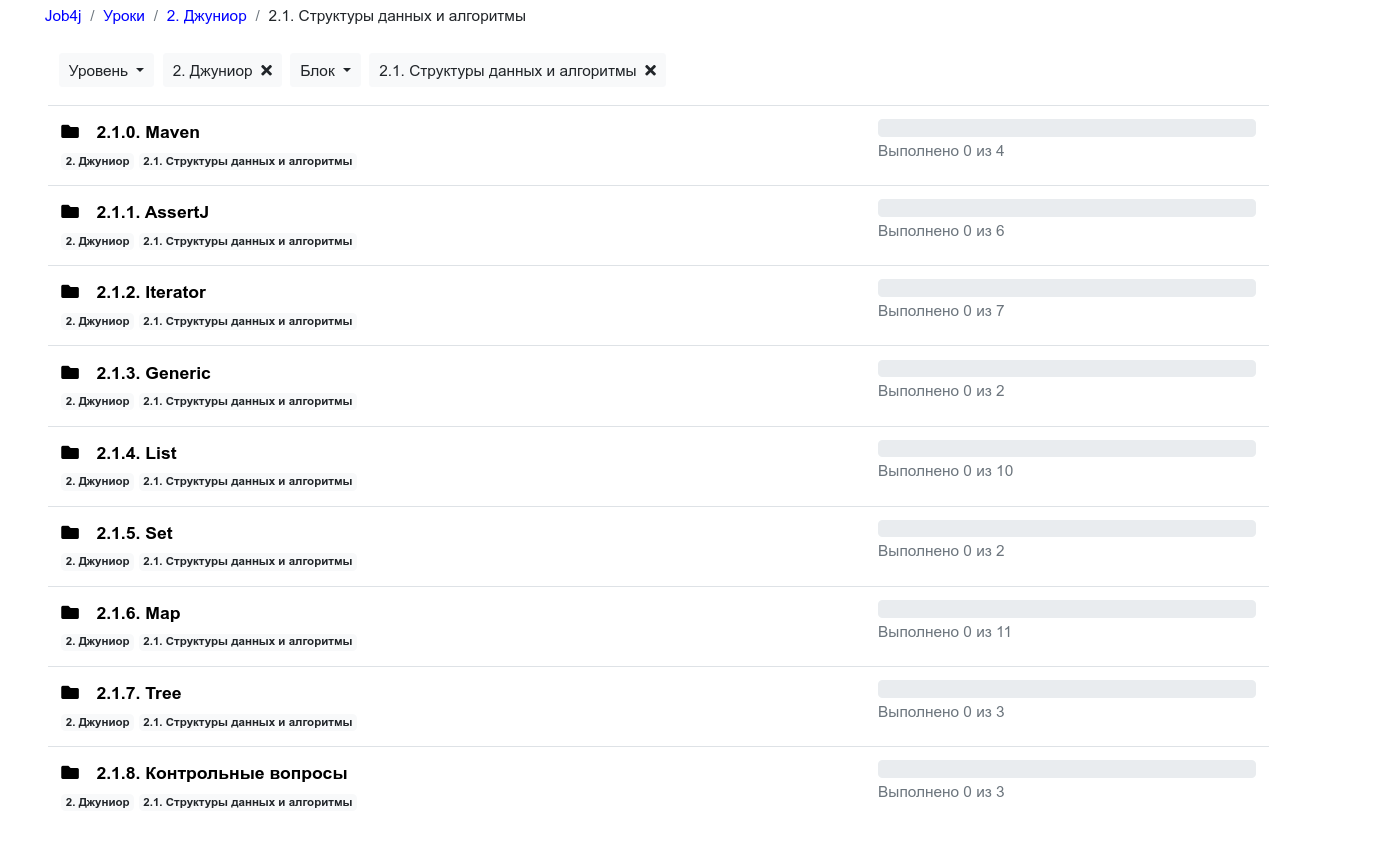 Job4j / Уроки / 2. Джуниор / 2.1. Структуры данных и алгоритмы
Уровень 2. Джуниор Блок 2.1. Структуры данных и алгоритмы
2.1.0. Maven
2. Джуниор 2.1. Структуры данных и алгоритмы
Выполнено 0 из 4
2.1.1. AssertJ
2. Джуниор 2.1. Структуры данных и алгоритмы
Выполнено 0 из 6
2.1.2. Iterator
2. Джуниор 2.1. Структуры данных и алгоритмы
Выполнено 0 из 7
2.1.3. Generic
2. Джуниор 2.1. Структуры данных и алгоритмы
Выполнено 0 из 2
2.1.4. List
2. Джуниор 2.1. Структуры данных и алгоритмы
Выполнено 0 из 10
2.1.5. Set
2. Джуниор 2.1. Структуры данных и алгоритмы
Выполнено 0 из 2
2.1.6. Map
2. Джуниор 2.1. Структуры данных и алгоритмы
Выполнено 0 из 11
2.1.7. Tree
2. Джуниор 2.1. Структуры данных и алгоритмы
Выполнено 0 из 3
2.1.8. Контрольные вопросы
2. Джуниор 2.1. Структуры данных и алгоритмы
Выполнено 0 из 3